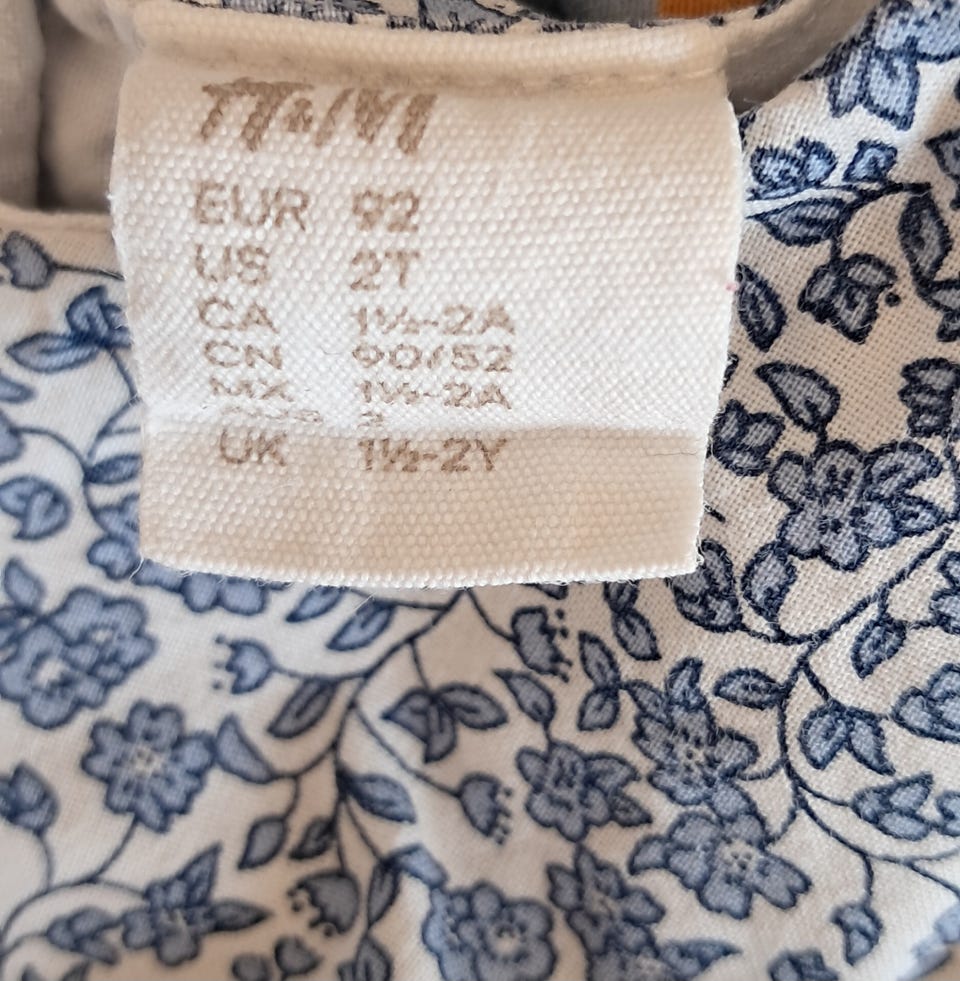 H&M
EUR 92
US 2T
CA 1½-2A
CN 90/52
MX 1½-2A
UK 1½-2Y